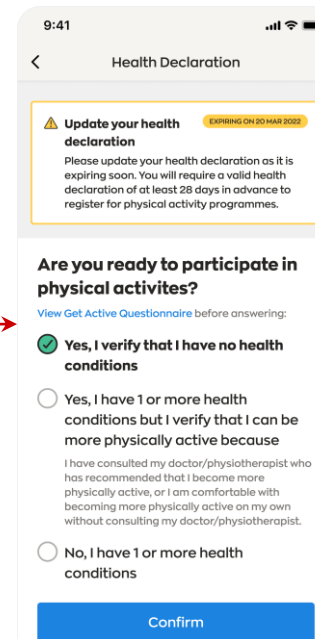 9:41
Health Declaration
Update your health
declaration
EXPIRING ON 20 MAR 2022
Please update your health declaration as it is
expiring soon. You will require a valid health
declaration of at least 28 days in advance to
register for physical activity programmes.
Are you ready to participate in
physical activites?
View Get Active Questionnaire before answering:
Yes, I verify that I have no health
conditions
Yes, I have 1 or more health
conditions but I verify that I can be
more physically active because
I have consulted my doctor/physiotherapist who
has recommended that I become more
physically active, or I am comfortable with
becoming more physically active on my own
without consulting my doctor/physiotherapist.
No, I have 1 or more health
conditions
Confirm